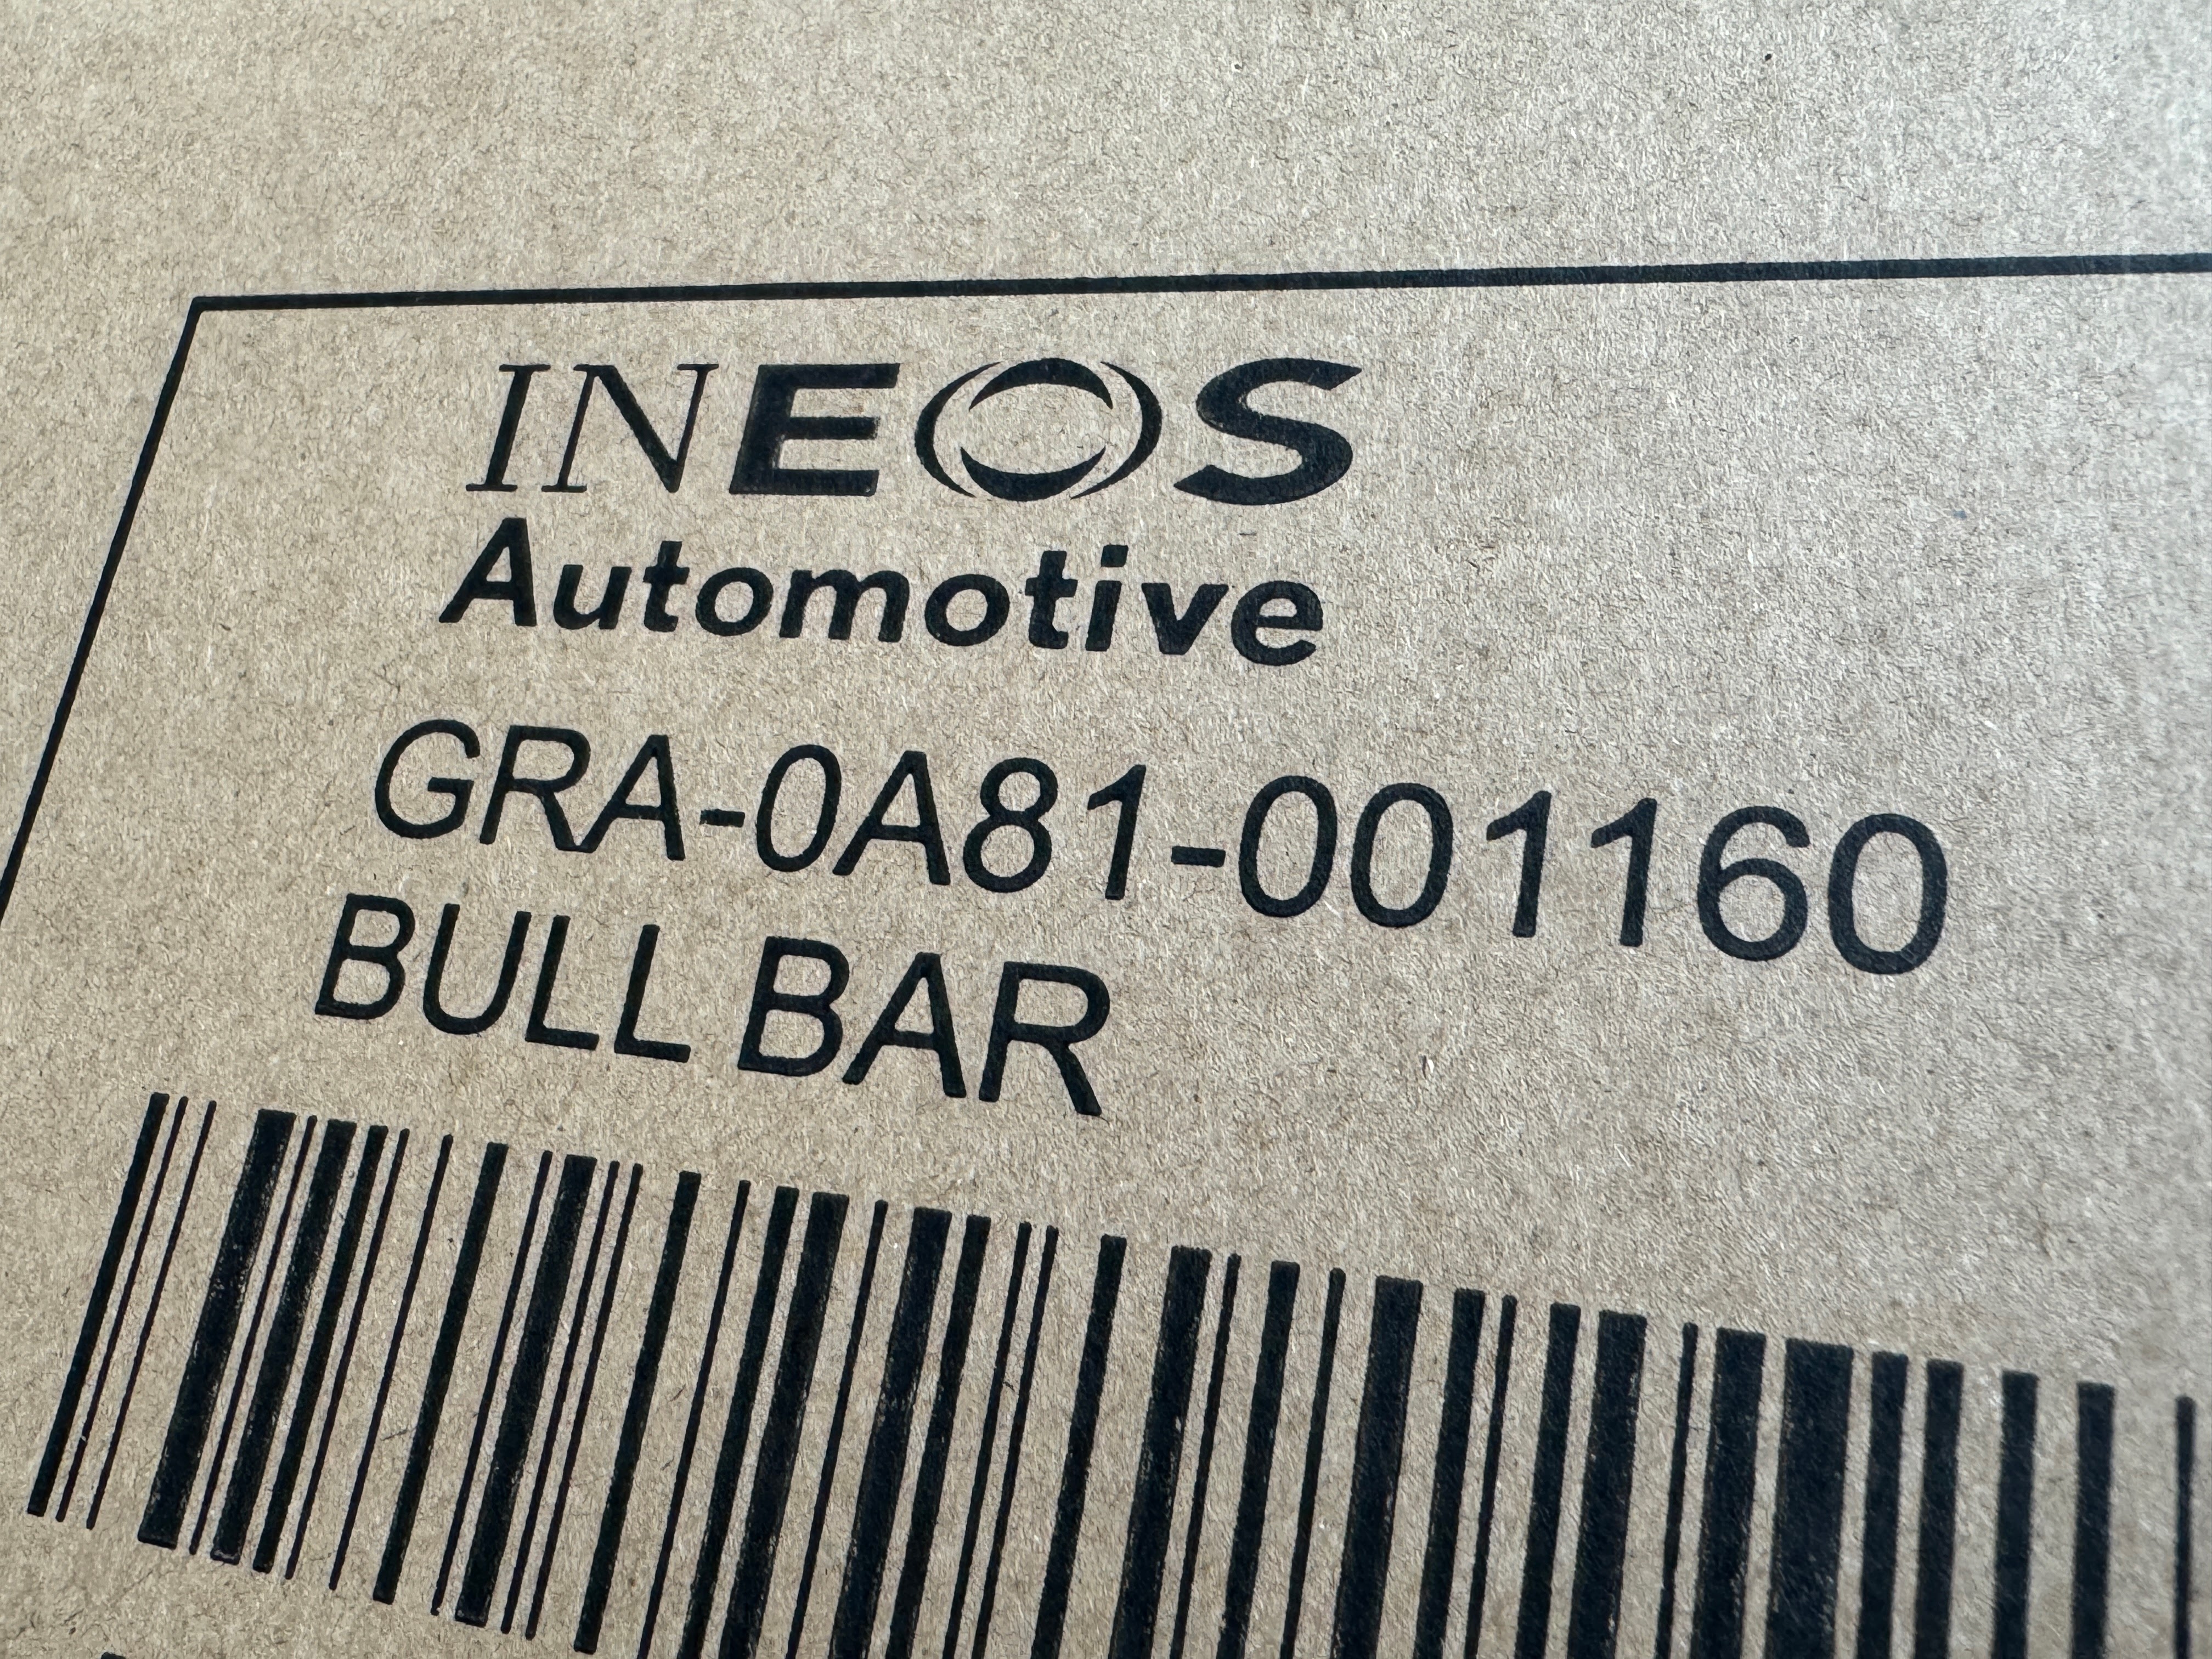 INEOS
Automotive
GRA-0A81-001160
BULL BAR